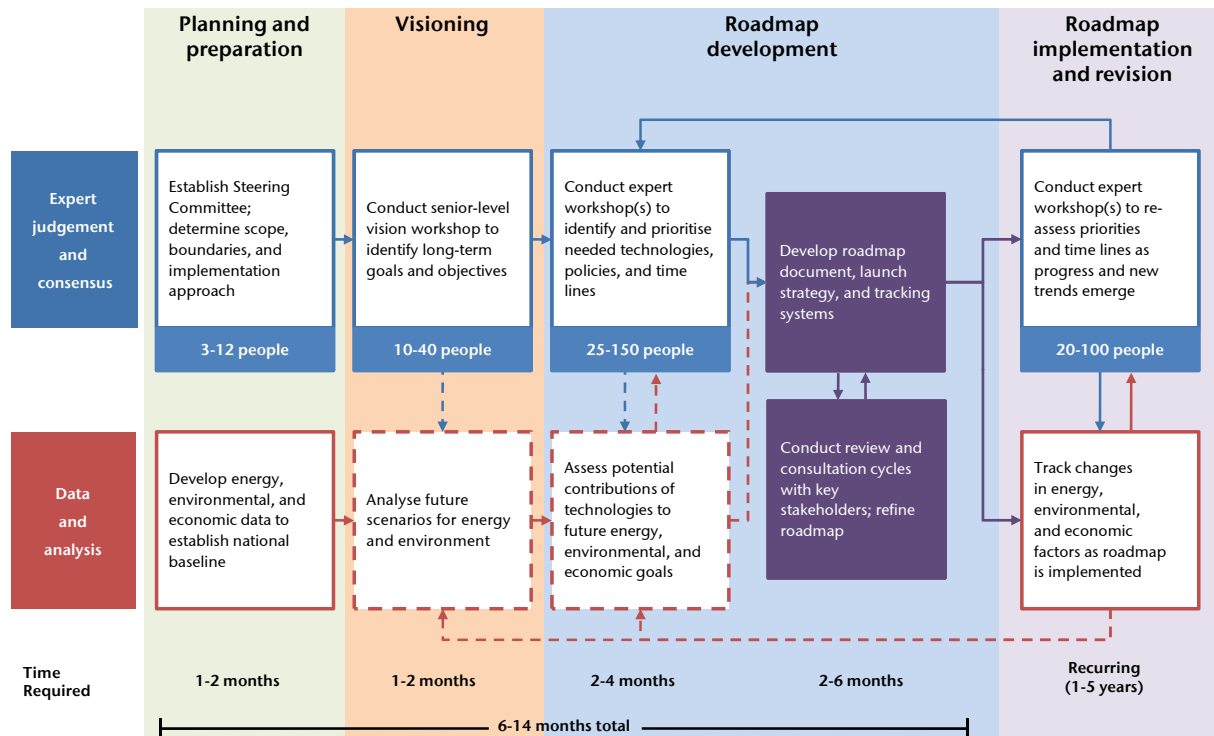 Planning and
preparation
Visioning
Roadmap
development
Roadmap
implementation
and revision
Expert
judgement
and
consensus
Establish Steering
Committee;
determine scope,
boundaries, and
implementation
approach
3-12 people
Conduct senior-level
vision workshop to
identify long-term
goals and objectives
10-40 people
Conduct expert
workshop(s) to
identify and prioritise
needed technologies,
policies, and time
lines
25-150 people
Develop roadmap
document, launch
strategy, and tracking
systems
Conduct expert
workshop(s) to re-
assess priorities
and time lines as
progress and new
trends emerge
20-100 people
Data
and
analysis
Develop energy,
environmental, and
economic data to
establish national
baseline
Analyse future
scenarios for energy
and environment
Assess potential
contributions of
technologies to
future energy,
environmental, and
economic goals
Conduct review and
consultation cycles
with key
stakeholders; refine
roadmap
Track changes
in energy,
environmental,
and economic
factors as roadmap
is implemented
Time
Required
1-2 months
1-2 months
2-4 months
2-6 months
Recurring
(1-5 years)
6-14 months total